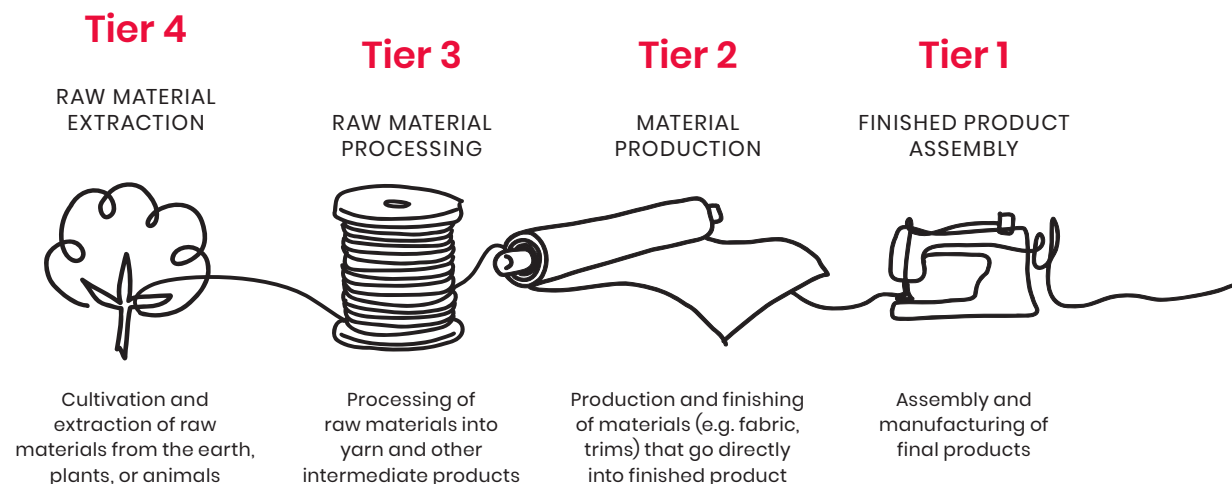 Tier 4
RAW MATERIAL
EXTRACTION
Cultivation and
extraction of raw
materials from the earth,
plants, or animals
Tier 3
RAW MATERIAL
PROCESSING
Processing of
raw materials into
yarn and other
intermediate products
Tier 2
MATERIAL
PRODUCTION
Production and finishing
of materials (e.g. fabric,
trims) that go directly
into finished product
Tier 1
FINISHED PRODUCT
ASSEMBLY
Assembly and
manufacturing of
final products